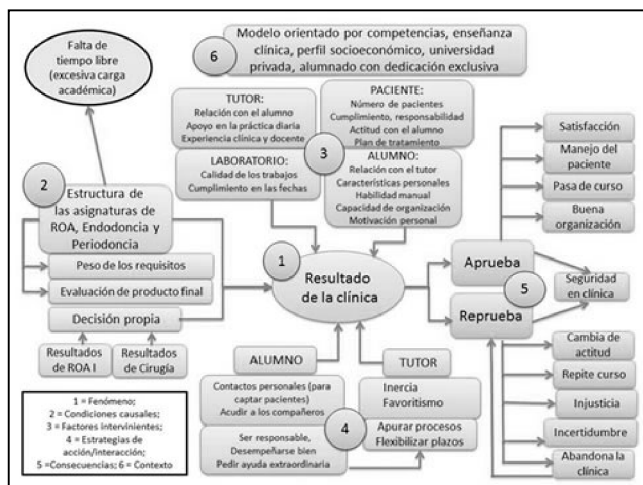 Falta de
tiempo libre
(excesiva carga
académica)
6
Modelo orientado por competencias, enseñanza
clínica, perfil socioeconómico, universidad
privada, alumnado con dedicación exclusiva
TUTOR:
Relación con el alumno
Apoyo en la práctica diaria
Experiencia clínica y docente
PACIENTE:
Número de pacientes
Cumplimiento, responsabilidad
Actitud con el alumno
Plan de tratamiento
LABORATORIO:
Calidad de los trabajos
Cumplimiento en las fechas
3
ALUMNO:
Relación con el tutor
Características personales
Habilidad manual
Capacidad de organización
Motivación personal
2
Estructura de
las asignaturas de
ROA, Endodoncia y
Periodoncia
Peso de los requisitos
Evaluación de producto final
Decisión propia
Resultados
de ROA I
Resultados
de Cirugía
1
Resultado
de la clínica
Satisfacción
Manejo del
paciente
Pasa de curso
Buena
organización
Aprueba
Reprueba
5
Seguridad
en clínica
Cambia de
actitud
Repite curso
Injusticia
Incertidumbre
Abandona la
clínica
ALUMNO
Contactos personales (para
captar pacientes)
Acudir a los compañeros
Ser responsable,
Desempeñarse bien
Pedir ayuda extraordinaria
4
TUTOR
Inercia
Favoritismo
Apurar procesos
Flexibilizar plazos
1 = Fenómeno;
2 = Condiciones causales;
3 = Factores intervinientes;
4 = Estrategias de
acción/interacción;
5 =Consecuencias; 6 = Contexto